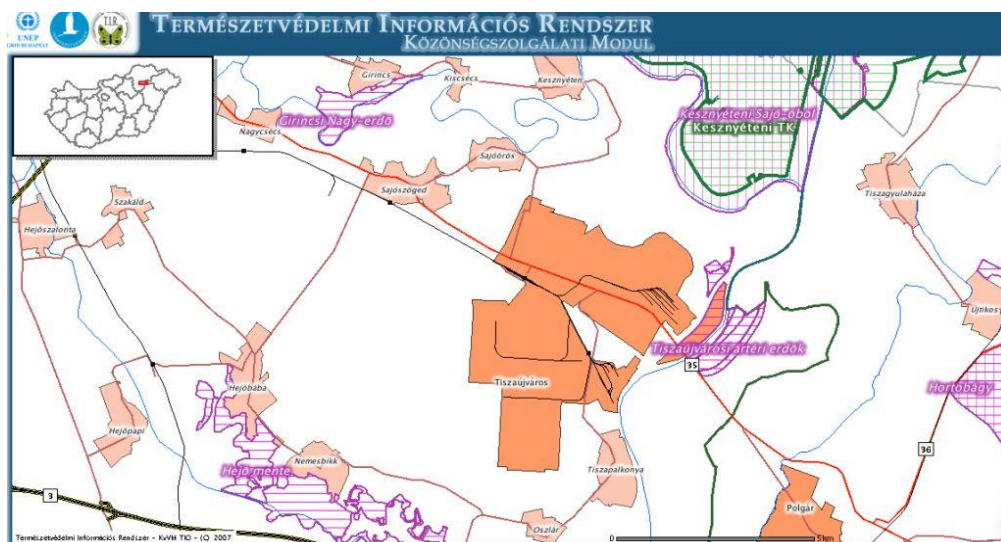 UNEP
GRID-BUDAPEST
T.I.R.
TERMÉSZETVÉDELMI INFORMÁCIÓS RENDSZER
KÖZÖNSÉGSZOLGÁLATI MODUL
Girincs
Kiscsécs
Kesznyéten
Girincsi Nagy-erdő
Nagycsécs
Kesznyéteni Sajó-öböl
Kesznyéteni TK
Sajóörös
Sajószöged
Tiszagyulaháza
Szakáld
Hejőszalonta
Újtikos
Tiszaújvárosi ártéri erdők
35
Tiszaújváros
Hortobágy
Hejőbába
Hejőpapi
36
Nemesbikk
Hejő mente
Tiszapalkonya
3
Polgár
Oszlár
Természetvédelmi Információs Rendszer - KvVM TIO - (C) 2007
0
5km